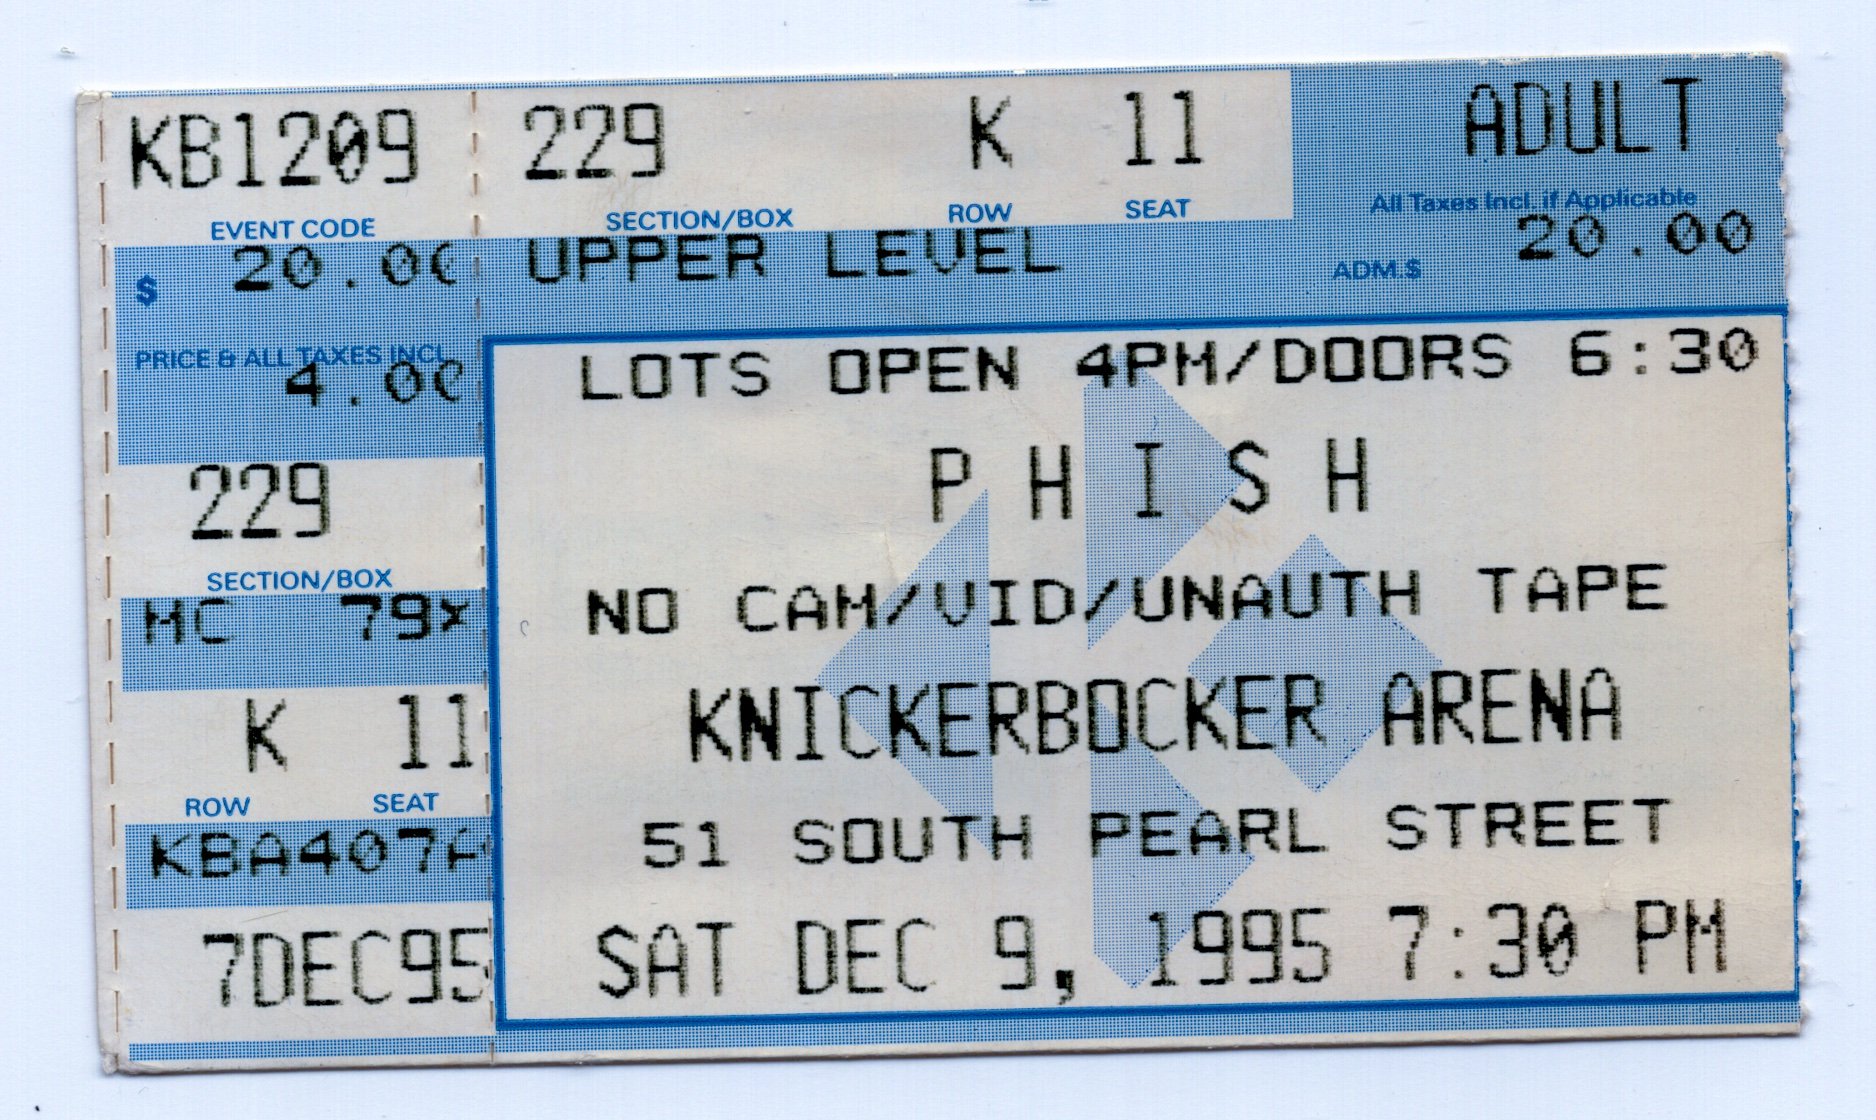 KB1209
EVENT CODE
$ 20.00
PRICE & ALL TAXES INCL
4.00
229
SECTION/BOX
MC 79X
K 11
ROW SEAT
KBA407A
7DEC95
229 K 11 ADULT
SECTION/BOX ROW SEAT All Taxes Incl. if Applicable
UPPER LEVEL ADM.$ 20.00
LOTS OPEN 4PM/DOORS 6:30
P H I S H
NO CAM/VID/UNAUTH TAPE
KNICKERBOCKER ARENA
51 SOUTH PEARL STREET
SAT DEC 9, 1995 7:30 PM